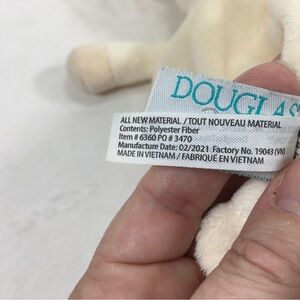 DOUGLAS
ALL NEW MATERIAL / TOUT NOUVEAU MATERIAL
Contents: Polyester Fiber
Item # 6360 PO # 3470
Manufacture Date: 02/2021 Factory No. 19043 (VN)
MADE IN VIETNAM / FABRIQUÉ EN VIETNAM